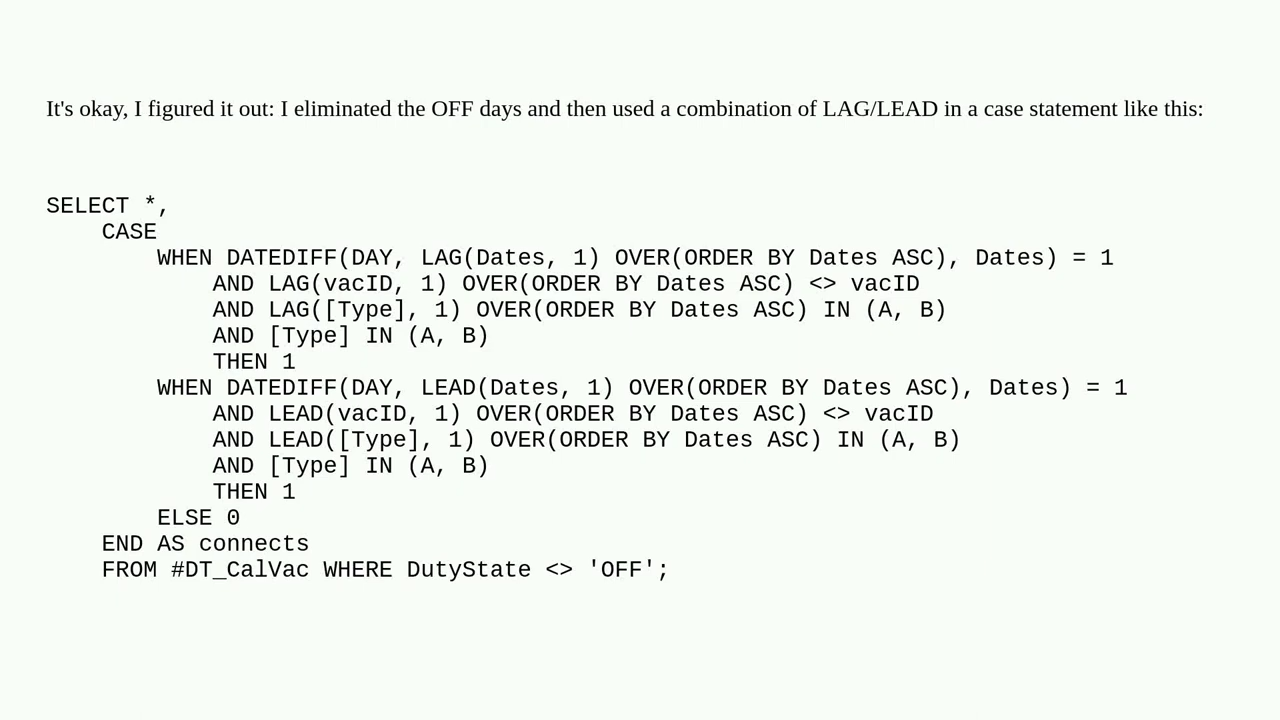 It's okay, I figured it out: I eliminated the OFF days and then used a combination of LAG/LEAD in a case statement like this:
SELECT *,
CASE
WHEN DATEDIFF(DAY, LAG(Dates, 1) OVER(ORDER BY Dates ASC), Dates) = 1
AND LAG(vacID, 1) OVER(ORDER BY Dates ASC) <> vacID
AND LAG([Type], 1) OVER(ORDER BY Dates ASC) IN (A, B)
AND [Type] IN (A, B)
THEN 1
WHEN DATEDIFF(DAY, LEAD(Dates, 1) OVER(ORDER BY Dates ASC), Dates) = 1
AND LEAD(vacID, 1) OVER(ORDER BY Dates ASC) <> vacID
AND LEAD([Type], 1) OVER(ORDER BY Dates ASC) IN (A, B)
AND [Type] IN (A, B)
THEN 1
ELSE 0
END AS connects
FROM #DT_CalVac WHERE DutyState <> 'OFF';